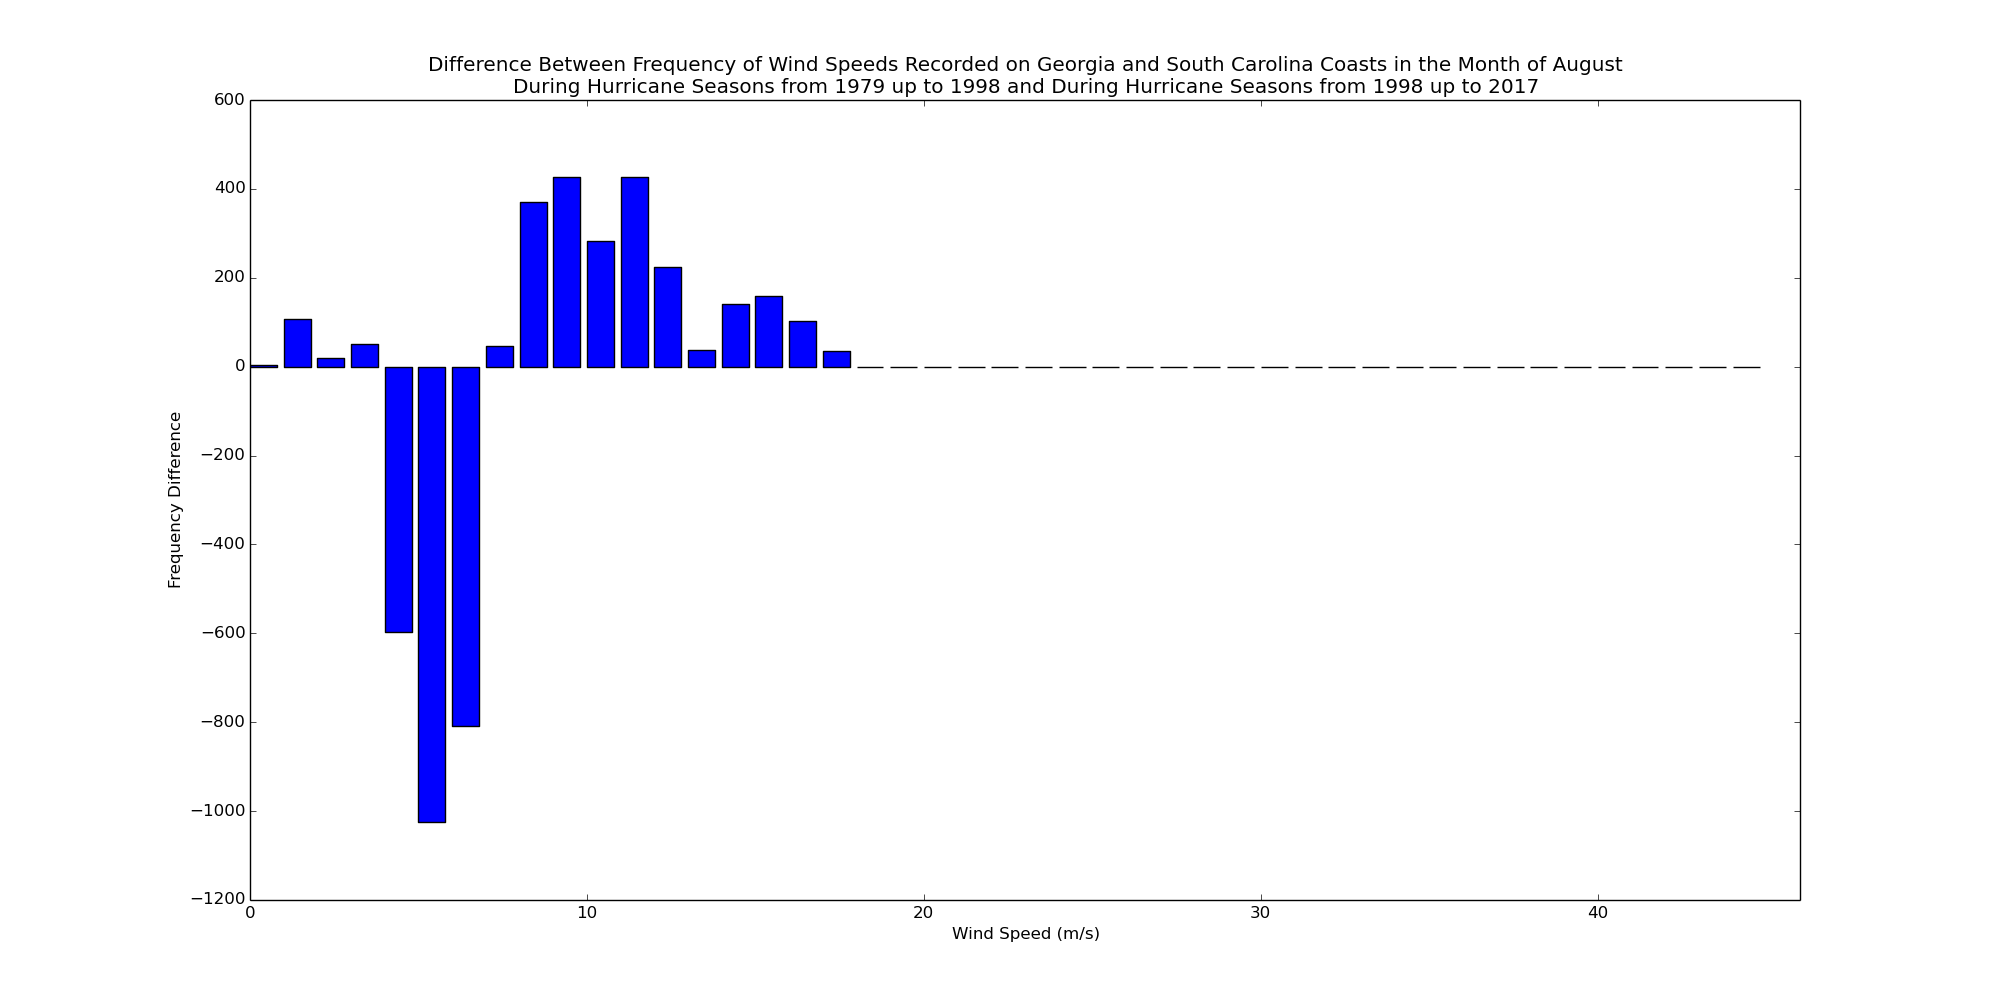 Difference Between Frequency of Wind Speeds Recorded on Georgia and South Carolina Coasts in the Month of August
During Hurricane Seasons from 1979 up to 1998 and During Hurricane Seasons from 1998 up to 2017
600
400
200
0
−200
−400
−600
−800
−1000
−1200
Frequency Difference
0 10 20 30 40
Wind Speed (m/s)